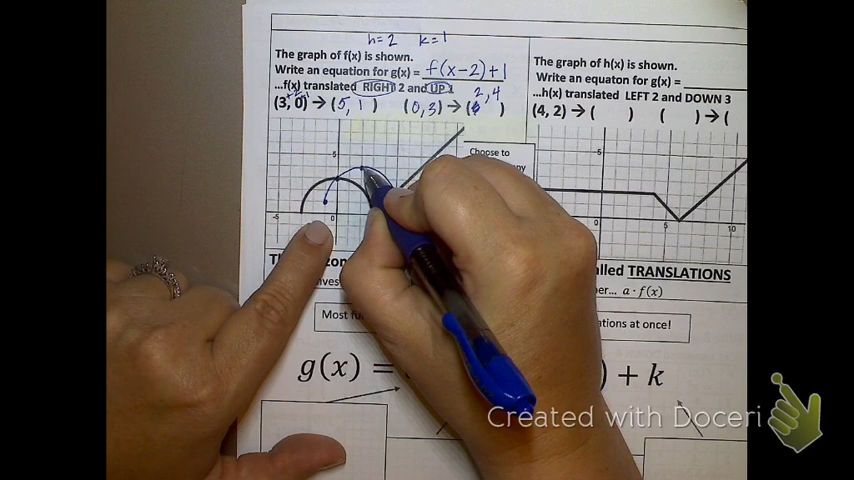 h=2 k=1
The graph of f(x) is shown.
Write an equaton for g(x) = f(x-2)+1
...f(x) translated RIGHT 2 and UP 1
(3, 0) → (5, 1) (0, 3) → (2, 4)
5
-5
0
Choose to
The graph of h(x) is shown.
Write an equaton for g(x) =
...h(x) translated LEFT 2 and DOWN 3
(4, 2) → ( ) ( ) → (
5
5
10
lled TRANSLATIONS
er... a · f(x)
Most fu
ations at once!
g(x) =
) + k
Created with Doceri